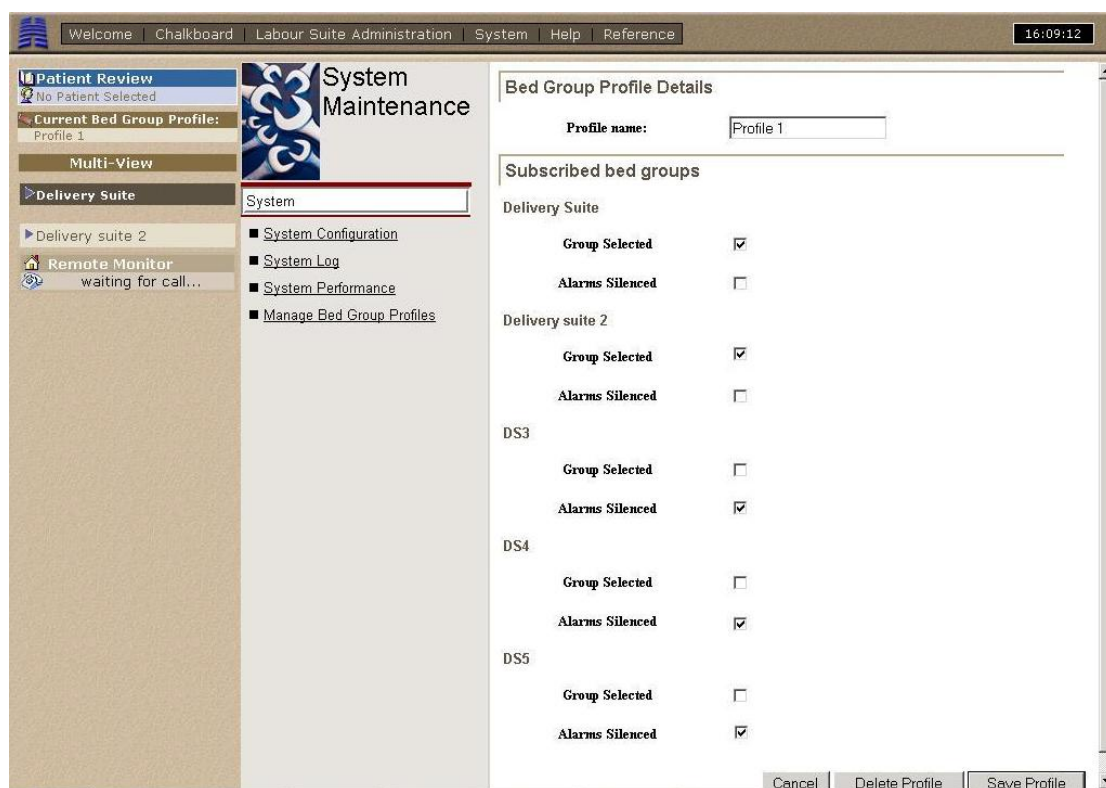 Welcome | Chalkboard | Labour Suite Administration | System | Help | Reference
16:09:12
Patient Review
No Patient Selected
Current Bed Group Profile:
Profile 1
Multi-View
Delivery Suite
Delivery suite 2
Remote Monitor
waiting for call...
System
Maintenance
System
System Configuration
System Log
System Performance
Manage Bed Group Profiles
Bed Group Profile Details
Profile name: Profile 1
Subscribed bed groups
Delivery Suite
Group Selected
Alarms Silenced
Delivery suite 2
Group Selected
Alarms Silenced
DS3
Group Selected
Alarms Silenced
DS4
Group Selected
Alarms Silenced
DS5
Group Selected
Alarms Silenced
Cancel Delete Profile Save Profile